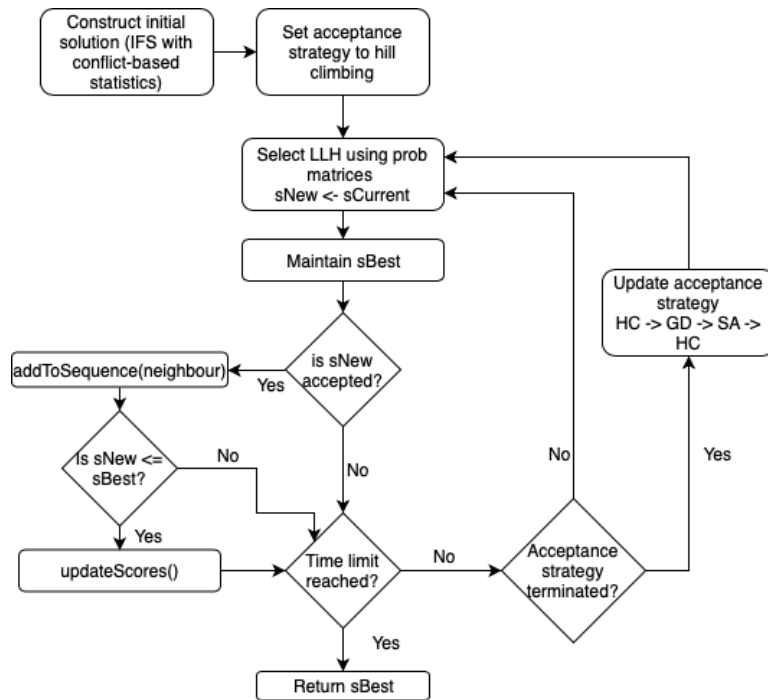 Construct initial
solution (IFS with
conflict-based
statistics)
Set acceptance
strategy to hill
climbing
Select LLH using prob
matrices
sNew <- sCurrent
Maintain sBest
Update acceptance
strategy
HC -> GD -> SA ->
HC
is sNew
accepted?
Yes
addToSequence(neighbour)
Is sNew <=
sBest?
No
No
No
Yes
Yes
updateScores()
Time limit
reached?
No
Acceptance
strategy
terminated?
Yes
Return sBest